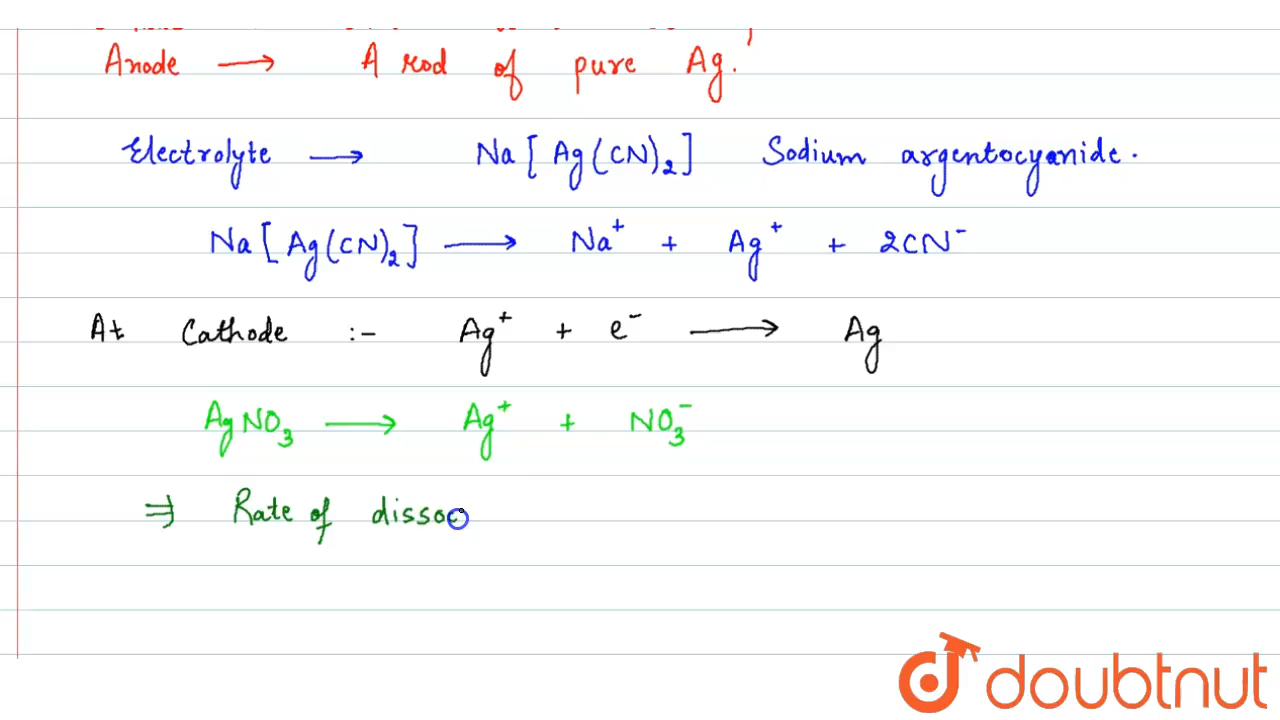 Anode ⟶ A rod of pure Ag.
Electrolyte ⟶ Na[Ag(CN)₂] Sodium argentocyanide.
Na[Ag(CN)₂] ⟶ Na⁺ + Ag⁺ + 2CN⁻
At Cathode :- Ag⁺ + e⁻ ⟶ Ag
AgNO₃ ⟶ Ag⁺ + NO₃⁻
⇒ Rate of dissoc
doubtnut